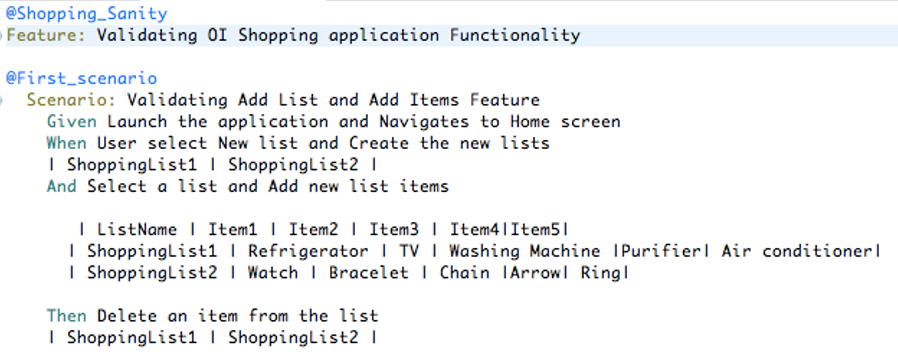 @Shopping_Sanity
Feature: Validating OI Shopping application Functionality
@First_scenario
Scenario: Validating Add List and Add Items Feature
Given Launch the application and Navigates to Home screen
When User select New list and Create the new lists
| ShoppingList1 | ShoppingList2 |
And Select a list and Add new list items
| ListName | Item1 | Item2 | Item3 | Item4|Item5|
| ShoppingList1 | Refrigerator | TV | Washing Machine |Purifier| Air conditioner|
| ShoppingList2 | Watch | Bracelet | Chain |Arrow| Ring|
Then Delete an item from the list
| ShoppingList1 | ShoppingList2 |